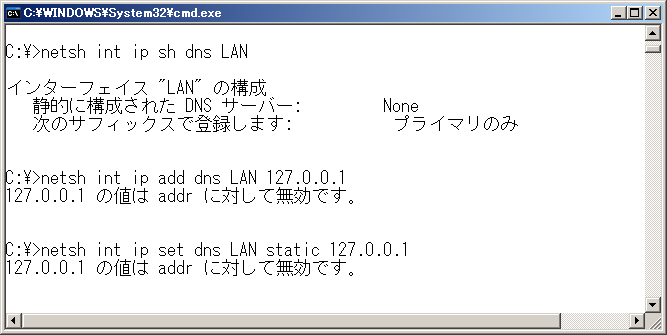 C:¥WINDOWS¥System32¥cmd.exe
C:¥>netsh int ip sh dns LAN
インターフェイス "LAN" の構成
静的に構成された DNS サーバー: None
次のサフィックスで登録します: プライマリのみ
C:¥>netsh int ip add dns LAN 127.0.0.1
127.0.0.1 の値は addr に対して無効です。
C:¥>netsh int ip set dns LAN static 127.0.0.1
127.0.0.1 の値は addr に対して無効です。